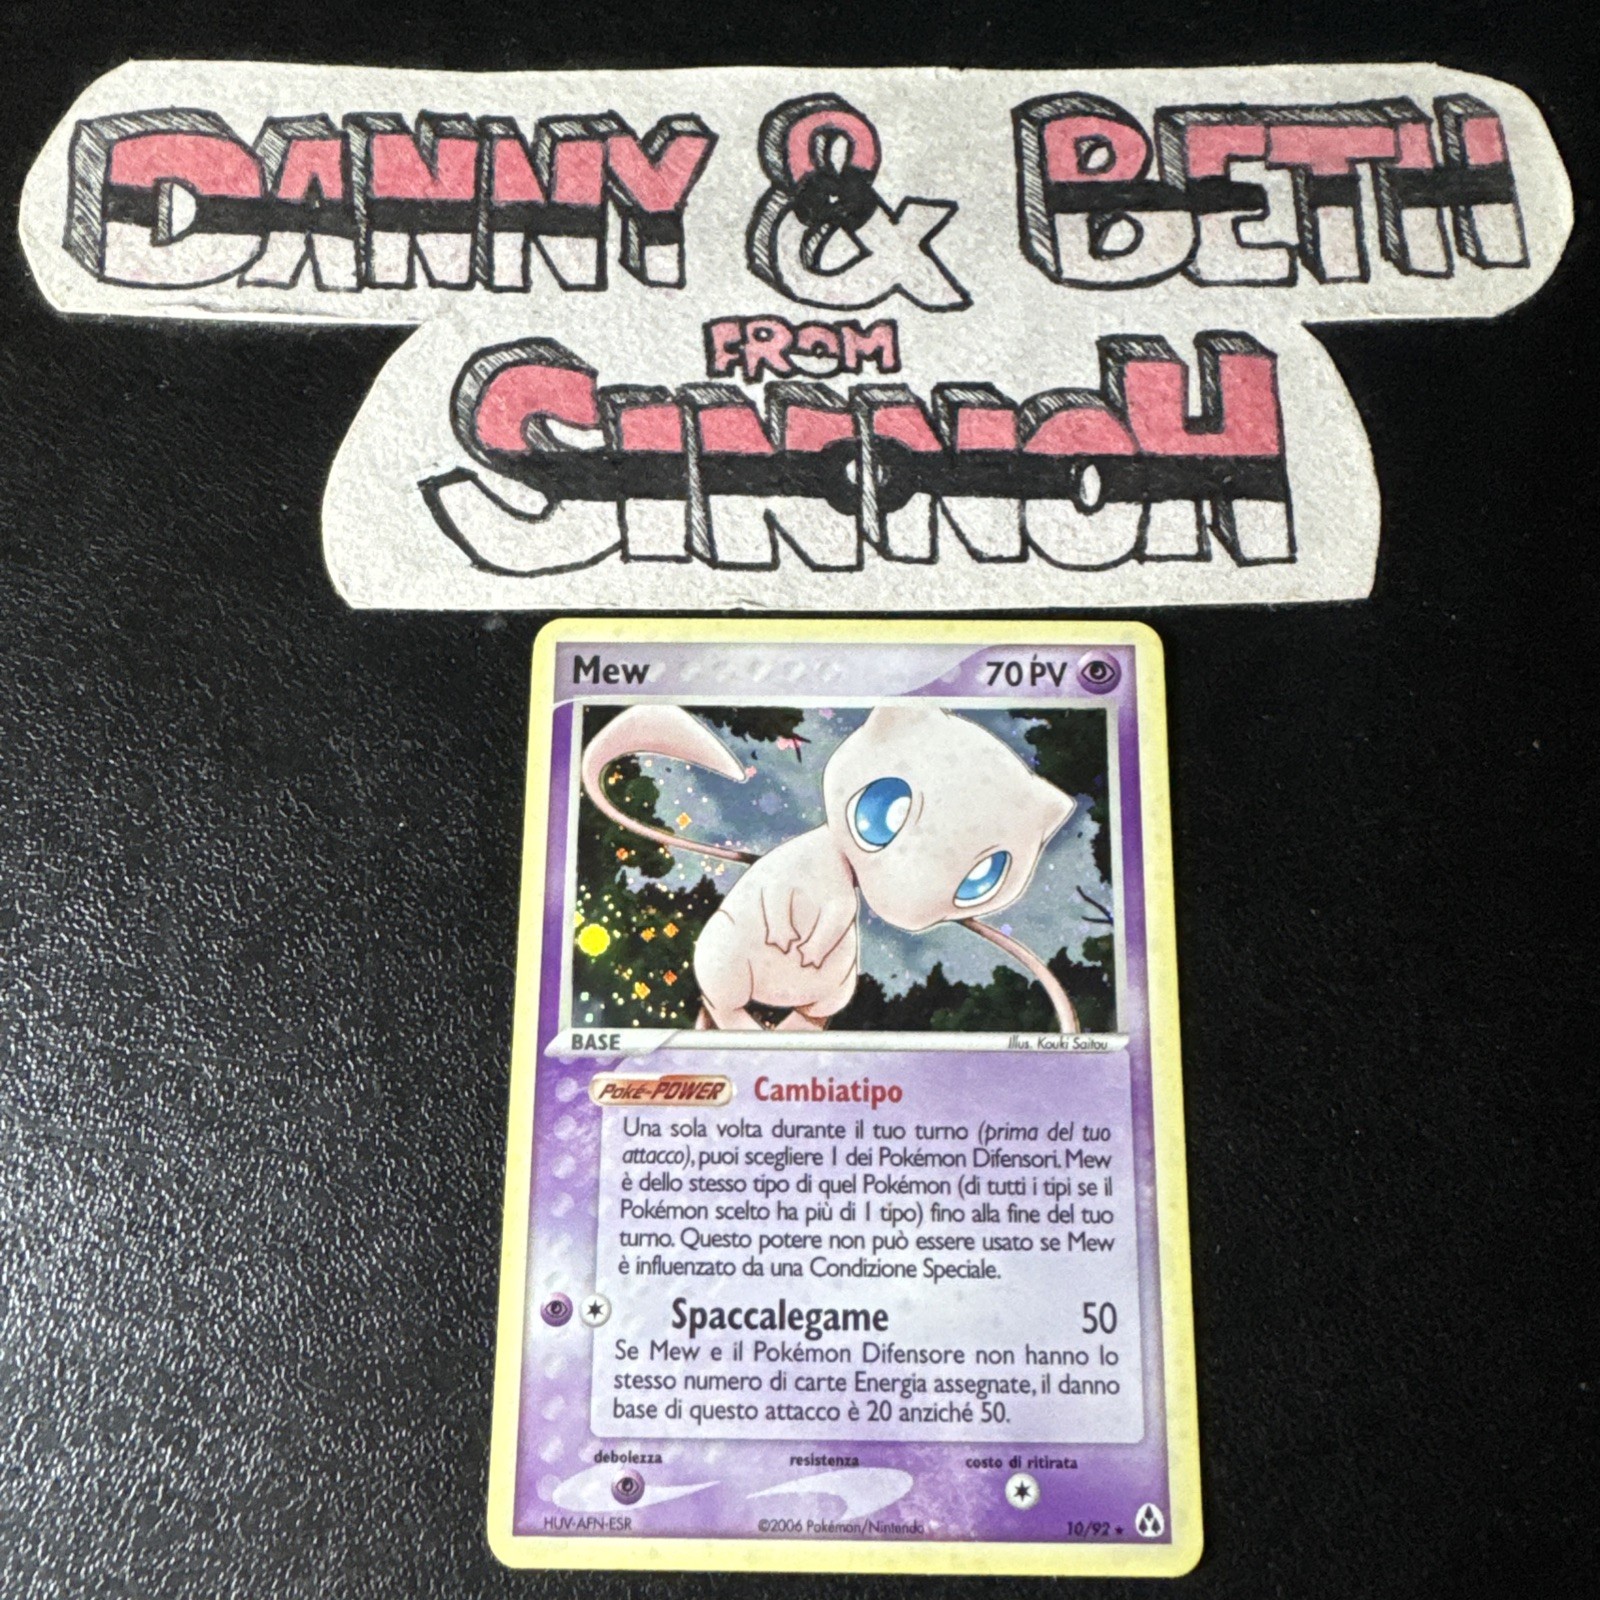 DANNY & BETH
FROM
SINNOH
Mew 70 PV
BASE Illus. Kouki Saitou
Poké-POWER Cambiatipo
Una sola volta durante il tuo turno (prima del tuo
attacco), puoi scegliere 1 dei Pokémon Difensori. Mew
è dello stesso tipo di quel Pokémon (di tutti i tipi se il
Pokémon scelto ha più di 1 tipo) fino alla fine del tuo
turno. Questo potere non può essere usato se Mew
è influenzato da una Condizione Speciale.
Spaccalegame 50
Se Mew e il Pokémon Difensore non hanno lo
stesso numero di carte Energia assegnate, il danno
base di questo attacco è 20 anziché 50.
debolezza resistenza costo di ritirata
HUV-AFN-ESR ©2006 Pokémon/Nintendo 10/92 ★